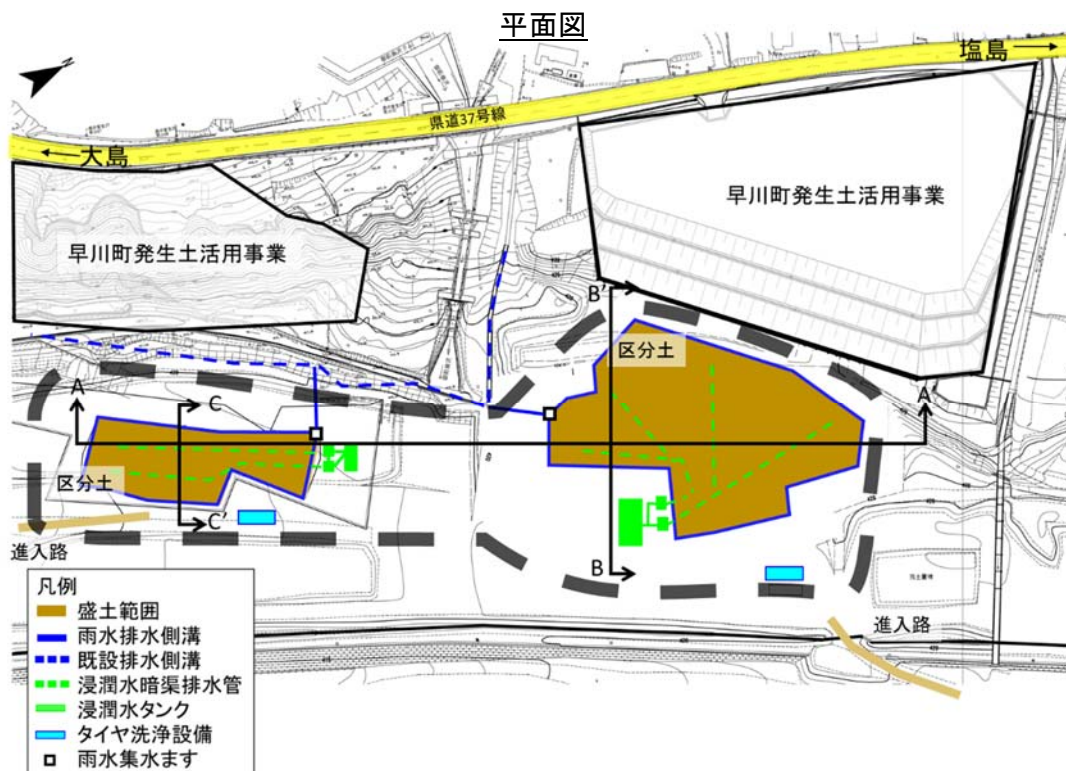 平面図
塩島
県道37号線
大島
早川町発生土活用事業
早川町発生土活用事業
B'
区分土
A
C
A'
区分土
C'
B
進入路
進入路
凡例
盛土範囲
雨水排水側溝
既設排水側溝
浸潤水暗渠排水管
浸潤水タンク
タイヤ洗浄設備
雨水集水ます